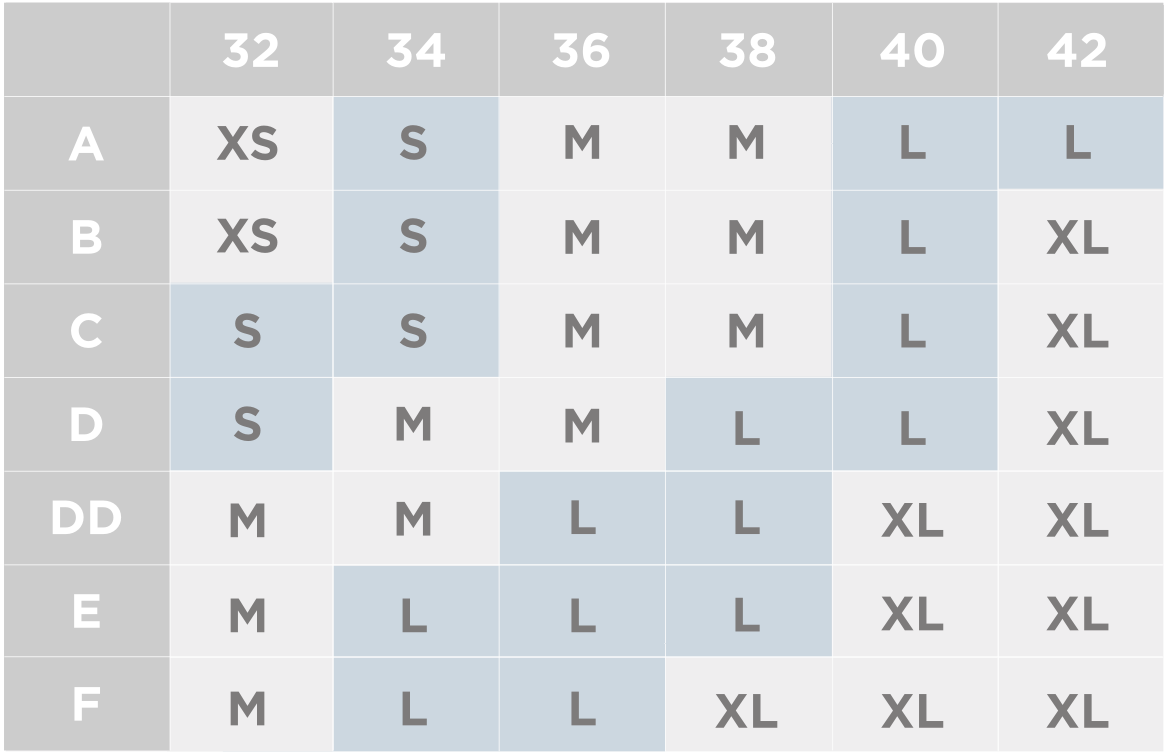 32 34 36 38 40 42
A XS S M M L L
B XS S M M L XL
C S S M M L XL
D S M M L L XL
DD M M L L XL XL
E M L L L XL XL
F M L L XL XL XL